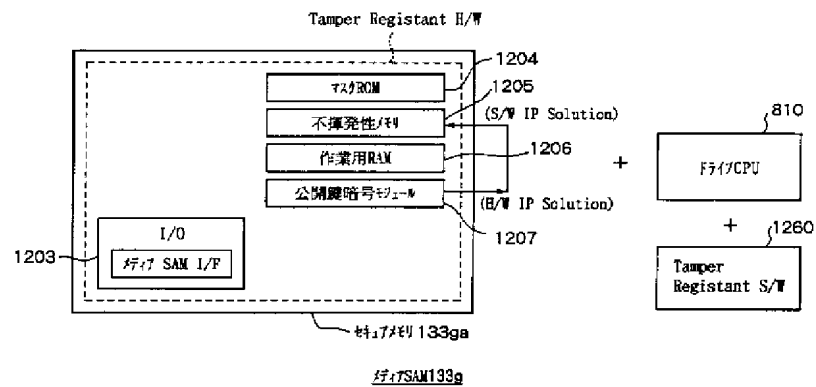 Tamper Registant H/W
1204
マスクROM
1205
不揮発性メモリ
(S/W IP Solution)
810
作業用RAM
1206
+
ドライブCPU
公開鍵暗号モジュール
(H/W IP Solution)
1207
+
1260
I/O
1203
メディア SAM I/F
Tamper
Registant S/W
セキュアメモリ 133ga
メディアSAM133g